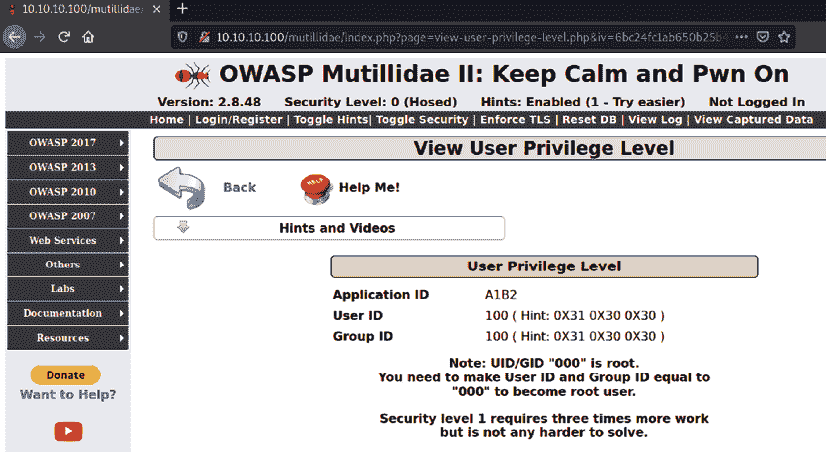 10.10.10.100/mutillidae/
10.10.10.100/mutillidae/index.php?page=view-user-privilege-level.php&iv=6bc24fc1ab650b25b4
OWASP Mutillidae II: Keep Calm and Pwn On
Version: 2.8.48 Security Level: 0 (Hosed) Hints: Enabled (1 - Try easier) Not Logged In
Home | Login/Register | Toggle Hints| Toggle Security | Enforce TLS | Reset DB | View Log | View Captured Data
OWASP 2017
OWASP 2013
OWASP 2010
OWASP 2007
Web Services
Others
Labs
Documentation
Resources
Donate
Want to Help?
View User Privilege Level
Back
HELP
Help Me!
Hints and Videos
User Privilege Level
Application ID A1B2
User ID 100 ( Hint: 0X31 0X30 0X30 )
Group ID 100 ( Hint: 0X31 0X30 0X30 )
Note: UID/GID "000" is root.
You need to make User ID and Group ID equal to
"000" to become root user.
Security level 1 requires three times more work
but is not any harder to solve.